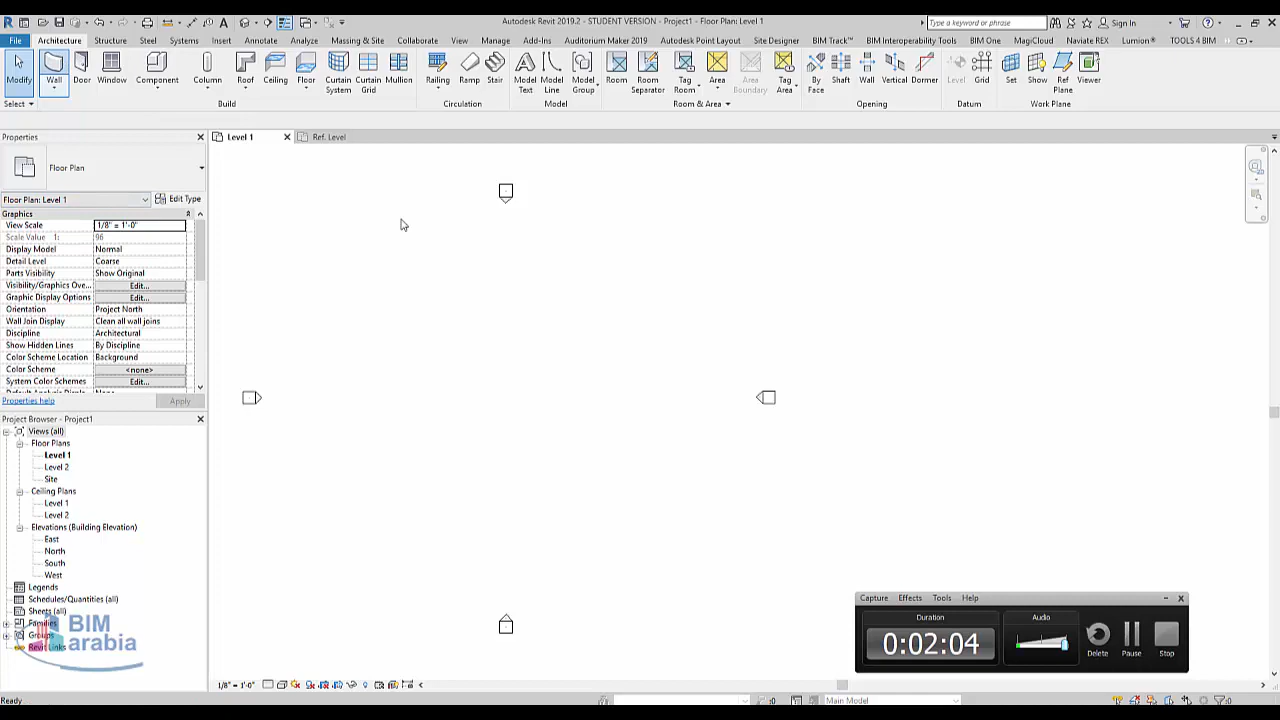 Autodesk Revit 2019.2 - STUDENT VERSION - Project1 - Floor Plan: Level 1
Type a keyword or phrase
Sign In
File Architecture Structure Steel Systems Insert Annotate Analyze Massing & Site Collaborate View Manage Add-Ins Auditorium Maker 2019 Autodesk Point Layout Site Designer BIM Track™ BIM Interoperability Tools BIM One MagiCloud Naviate REX Lumion® TOOLS 4 BIM
Modify Wall Door Window Component Column Roof Ceiling Floor Curtain System Curtain Grid Mullion Railing Ramp Stair Model Text Model Line Model Group Room Room Separator Tag Room Area Area Boundary Tag Area By Face Shaft Wall Vertical Dormer Level Grid Set Show Ref Plane Viewer
Select Build Circulation Model Room & Area Opening Datum Work Plane
Properties
Level 1
Ref. Level
Floor Plan
Floor Plan: Level 1 Edit Type
Graphics
View Scale 1/8" = 1'-0"
Scale Value 1: 96
Display Model Normal
Detail Level Coarse
Parts Visibility Show Original
Visibility/Graphics Ove... Edit...
Graphic Display Options Edit...
Orientation Project North
Wall Join Display Clean all wall joins
Discipline Architectural
Show Hidden Lines By Discipline
Color Scheme Location Background
Color Scheme <none>
System Color Schemes Edit...
Properties help Apply
Project Browser - Project1
Views (all)
Floor Plans
Level 1
Level 2
Site
Ceiling Plans
Level 1
Level 2
Elevations (Building Elevation)
East
North
South
West
Legends
Schedules/Quantities (all)
Sheets (all)
Families
Groups
Revit Links
BIM
arabia
Capture Effects Tools Help
Duration
0:02:04
Audio
Delete Pause Stop
1/8" = 1'-0"
Ready
:0
Main Model
:0